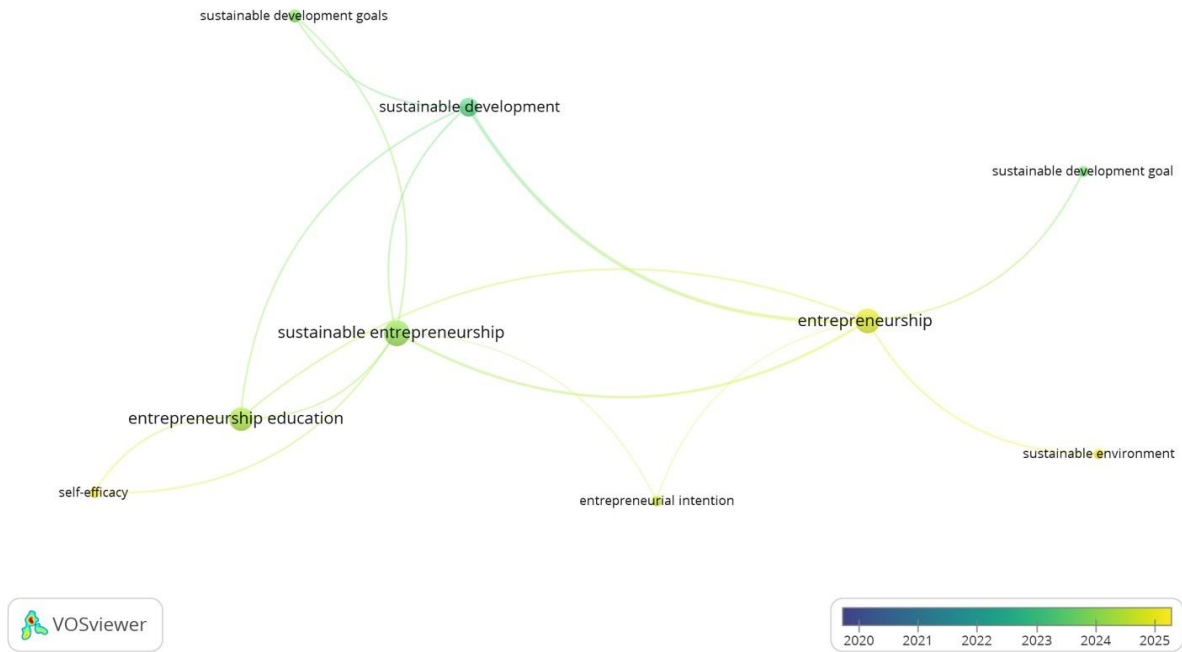 sustainable development goals
sustainable development
sustainable development goal
entrepreneurship
sustainable entrepreneurship
entrepreneurship education
sustainable environment
self-efficacy
entrepreneurial intention
VOSviewer
2020 2021 2022 2023 2024 2025